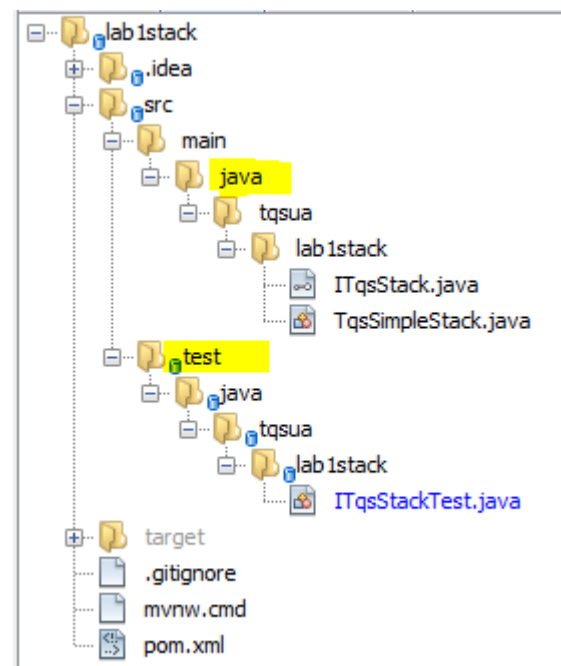 lab1stack
.idea
src
main
java
tqsua
lab1stack
ITqsStack.java
TqsSimpleStack.java
test
java
tqsua
lab1stack
ITqsStackTest.java
target
.gitignore
mvnw.cmd
pom.xml